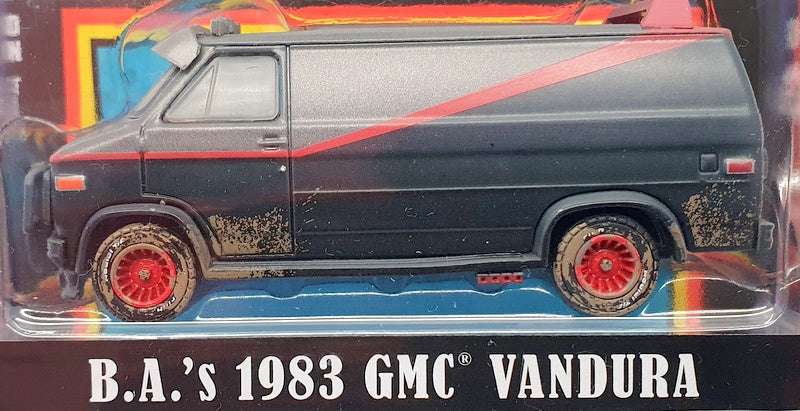 B.A.'s 1983 GMC® VANDURA